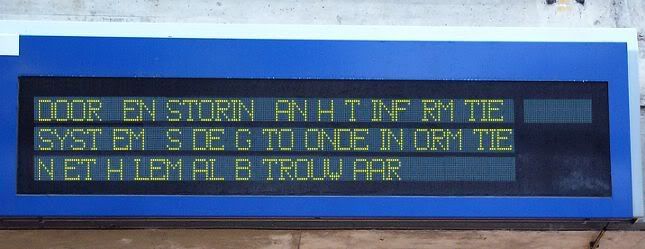 DOOR EN STORIN AN H T INF RM TIE
SYST EM S DE G TO ONDE IN ORM TIE
N ET H LEM AL B TROUW AAR